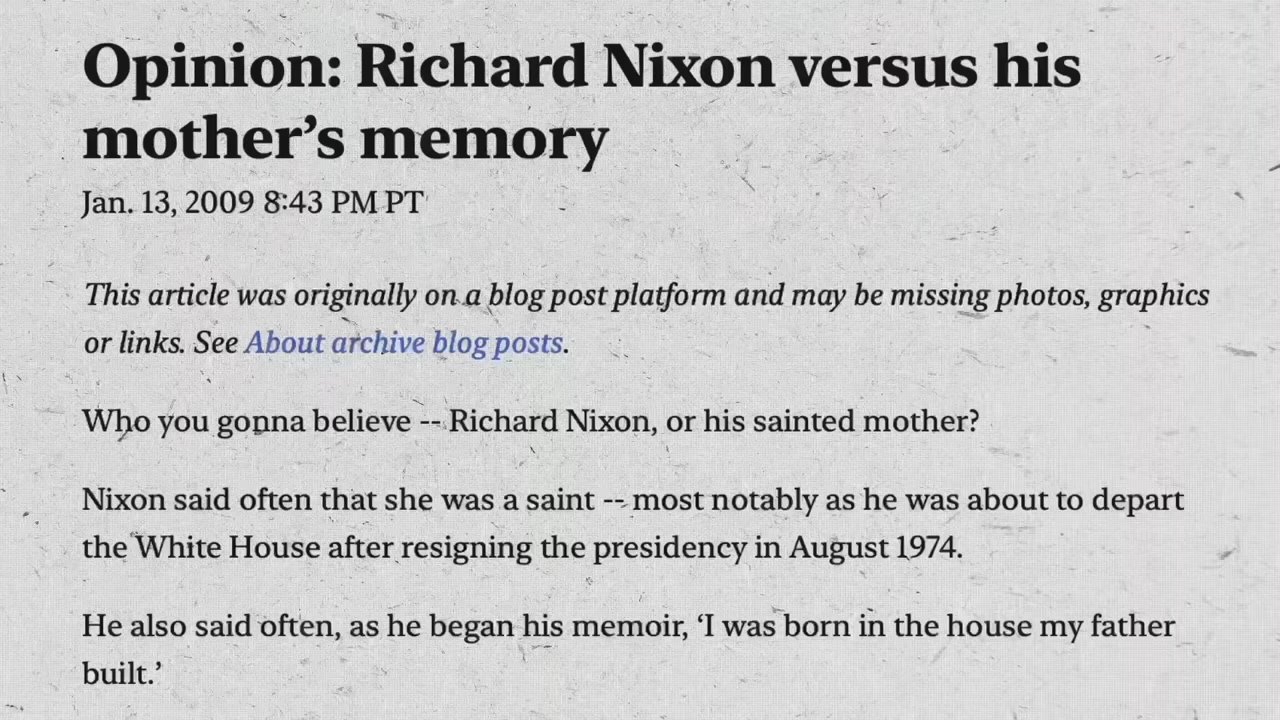 Opinion: Richard Nixon versus his
mother’s memory
Jan. 13, 2009 8:43 PM PT
This article was originally on a blog post platform and may be missing photos, graphics
or links. See About archive blog posts.
Who you gonna believe -- Richard Nixon, or his sainted mother?
Nixon said often that she was a saint -- most notably as he was about to depart
the White House after resigning the presidency in August 1974.
He also said often, as he began his memoir, ‘I was born in the house my father
built.’